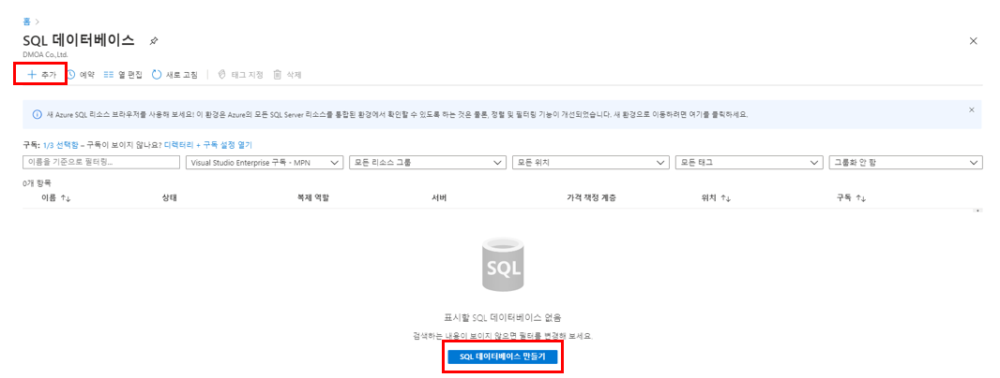 홈 >
SQL 데이터베이스
DMOA Co.,Ltd.
+ 추가 예약 열 편집 새로 고침 태그 지정 삭제
새 Azure SQL 리소스 브라우저를 사용해 보세요! 이 환경은 Azure의 모든 SQL Server 리소스를 통합된 환경에서 확인할 수 있도록 하는 것은 물론, 정렬 및 필터링 기능이 개선되었습니다. 새 환경으로 이동하려면 여기를 클릭하세요.
구독: 1/3 선택함 – 구독이 보이지 않나요? 디렉터리 + 구독 설정 열기
이름을 기준으로 필터링... Visual Studio Enterprise 구독 - MPN 모든 리소스 그룹 모든 위치 모든 태그 그룹화 안 함
0개 항목
이름 ↑↓ 상태 복제 역할 서버 가격 책정 계층 위치 ↑↓ 구독 ↑↓
SQL
표시할 SQL 데이터베이스 없음
검색하는 내용이 보이지 않으면 필터를 변경해 보세요.
SQL 데이터베이스 만들기